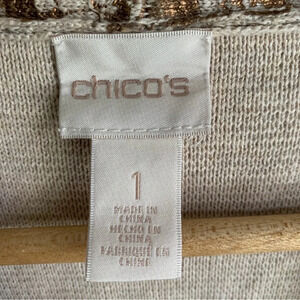 chico's
1
MADE IN
CHINA
HECHO EN
CHINA
FABRIQUÉ EN
CHINE